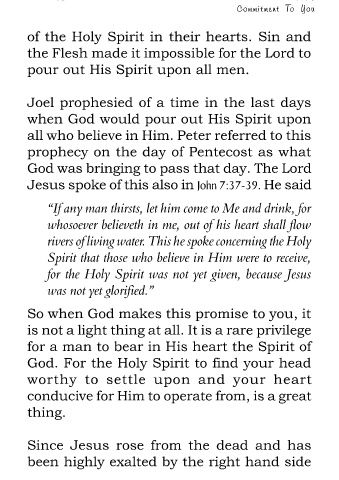 Commitment To You
of the Holy Spirit in their hearts. Sin and
the Flesh made it impossible for the Lord to
pour out His Spirit upon all men.
Joel prophesied of a time in the last days
when God would pour out His Spirit upon
all who believe in Him. Peter referred to this
prophecy on the day of Pentecost as what
God was bringing to pass that day. The Lord
Jesus spoke of this also in John 7:37-39. He said
“If any man thirsts, let him come to Me and drink, for
whosoever believeth in me, out of his heart shall flow
rivers of living water. This he spoke concerning the Holy
Spirit that those who believe in Him were to receive,
for the Holy Spirit was not yet given, because Jesus
was not yet glorified.”
So when God makes this promise to you, it
is not a light thing at all. It is a rare privilege
for a man to bear in His heart the Spirit of
God. For the Holy Spirit to find your head
worthy to settle upon and your heart
conducive for Him to operate from, is a great
thing.
Since Jesus rose from the dead and has
been highly exalted by the right hand side